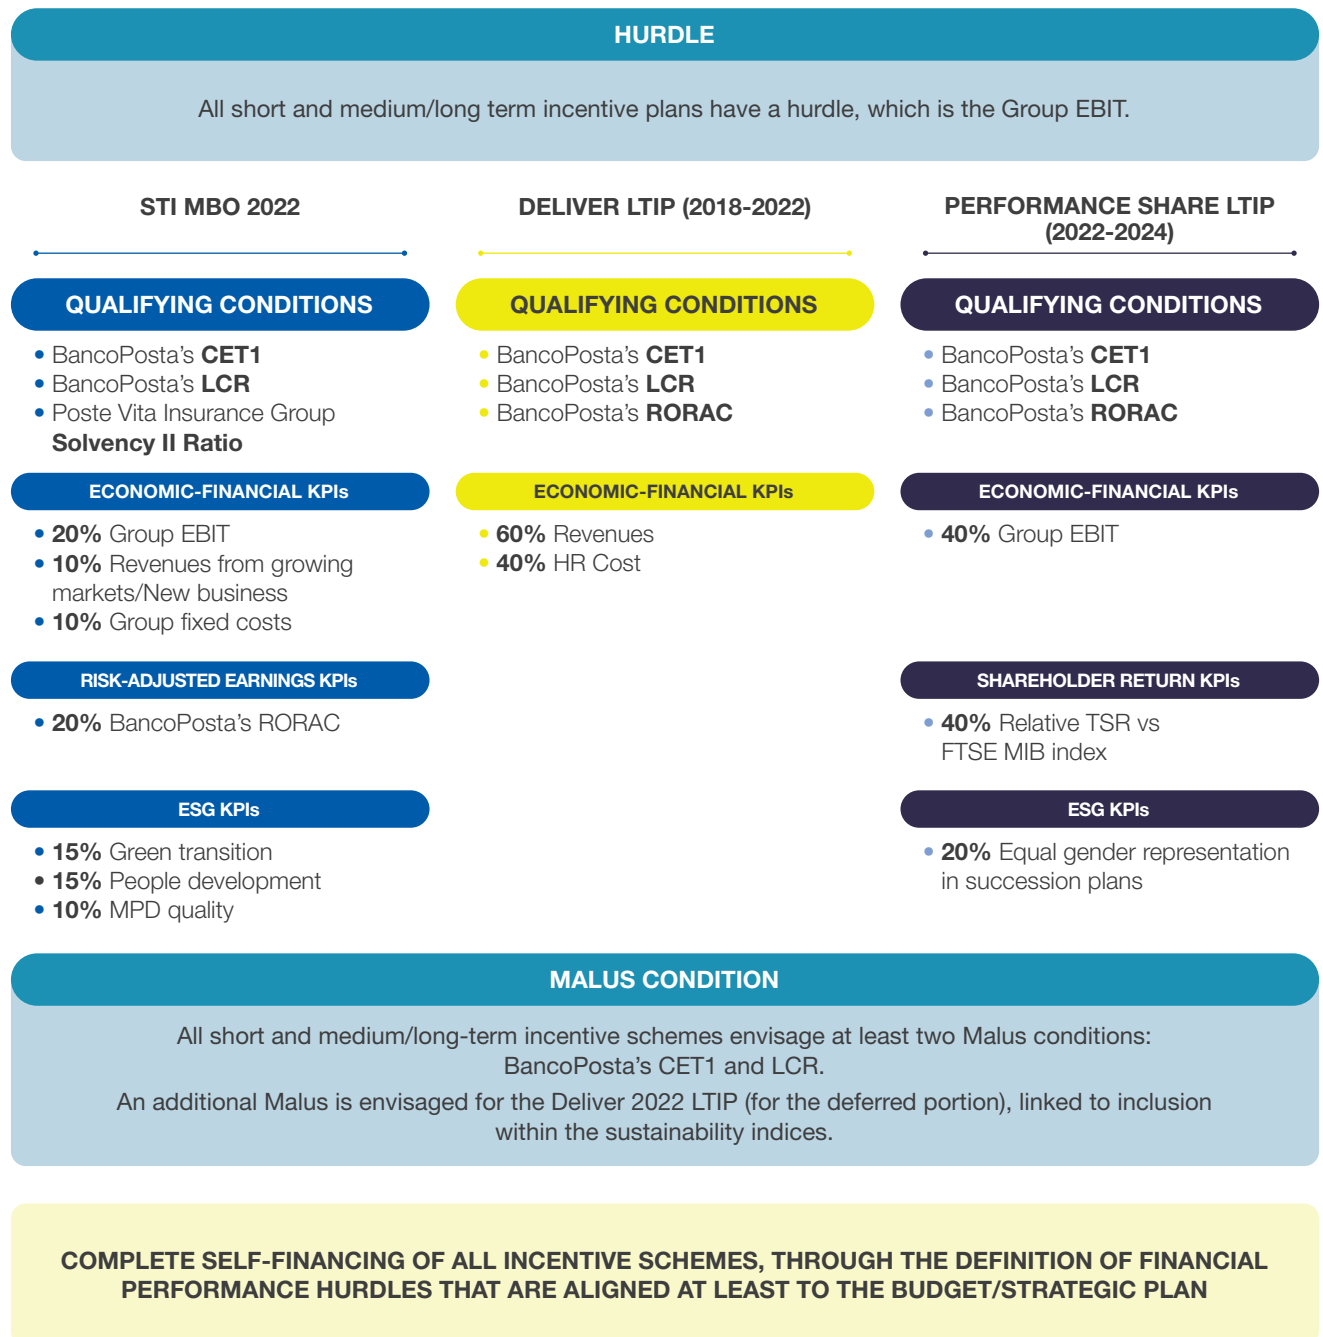 HURDLE
All short and medium/long term incentive plans have a hurdle, which is the Group EBIT.
STI MBO 2022
QUALIFYING CONDITIONS
• BancoPosta’s CET1
• BancoPosta’s LCR
• Poste Vita Insurance Group
Solvency II Ratio
ECONOMIC-FINANCIAL KPIs
• 20% Group EBIT
• 10% Revenues from growing
markets/New business
• 10% Group fixed costs
RISK-ADJUSTED EARNINGS KPIs
• 20% BancoPosta’s RORAC
ESG KPIs
• 15% Green transition
• 15% People development
• 10% MPD quality
DELIVER LTIP (2018-2022)
QUALIFYING CONDITIONS
• BancoPosta’s CET1
• BancoPosta’s LCR
• BancoPosta’s RORAC
ECONOMIC-FINANCIAL KPIs
• 60% Revenues
• 40% HR Cost
PERFORMANCE SHARE LTIP
(2022-2024)
QUALIFYING CONDITIONS
• BancoPosta’s CET1
• BancoPosta’s LCR
• BancoPosta’s RORAC
ECONOMIC-FINANCIAL KPIs
• 40% Group EBIT
SHAREHOLDER RETURN KPIs
• 40% Relative TSR vs
FTSE MIB index
ESG KPIs
• 20% Equal gender representation
in succession plans
MALUS CONDITION
All short and medium/long-term incentive schemes envisage at least two Malus conditions:
BancoPosta’s CET1 and LCR.
An additional Malus is envisaged for the Deliver 2022 LTIP (for the deferred portion), linked to inclusion
within the sustainability indices.
COMPLETE SELF-FINANCING OF ALL INCENTIVE SCHEMES, THROUGH THE DEFINITION OF FINANCIAL
PERFORMANCE HURDLES THAT ARE ALIGNED AT LEAST TO THE BUDGET/STRATEGIC PLAN